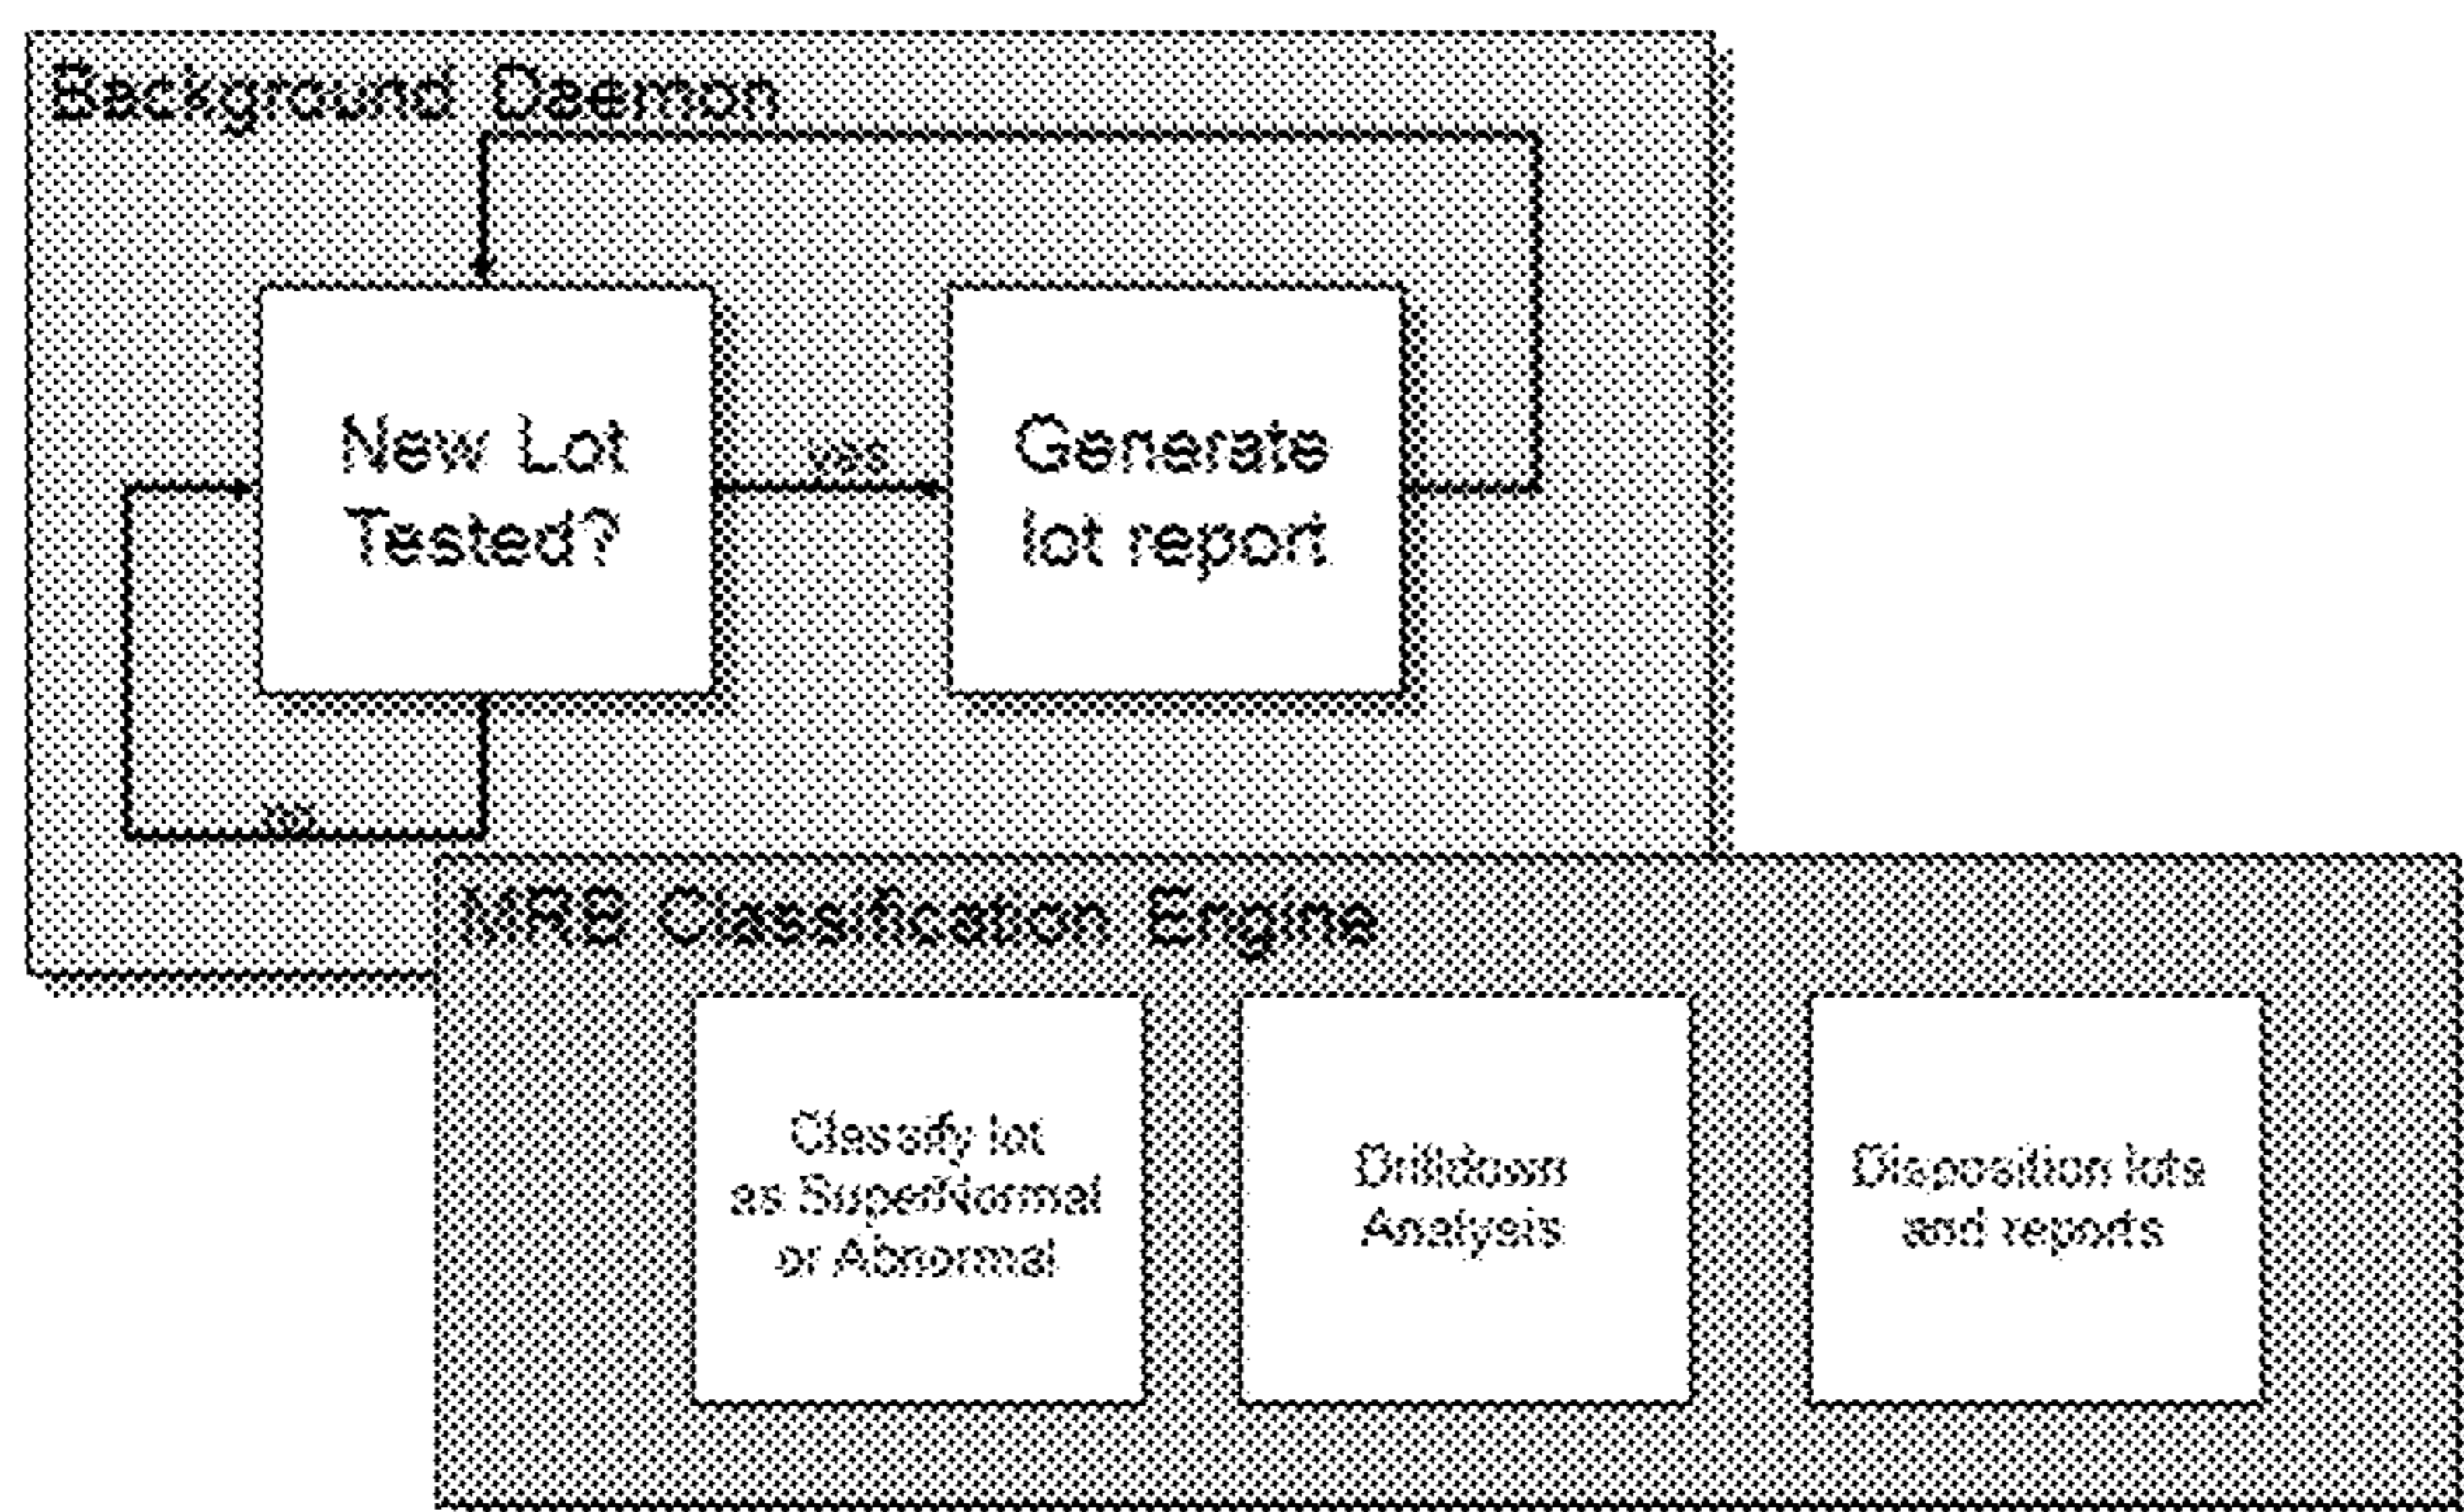 Background Daemon
New Lot
Tested?
yes
Generate
lot report
no
MRB Classification Engine
Classify lot
as SuperNormal
or Abnormal
Drilldown
Analysis
Disposition lots
and reports